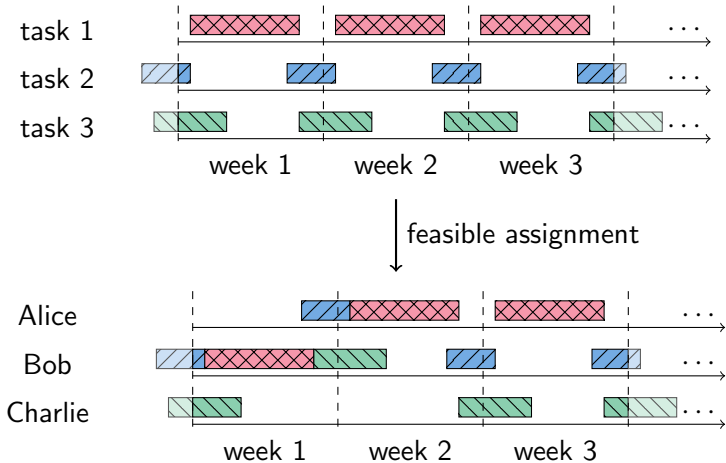 task 1 ...
task 2 ...
task 3 ...
week 1 week 2 week 3
feasible assignment
Alice ...
Bob ...
Charlie ...
week 1 week 2 week 3